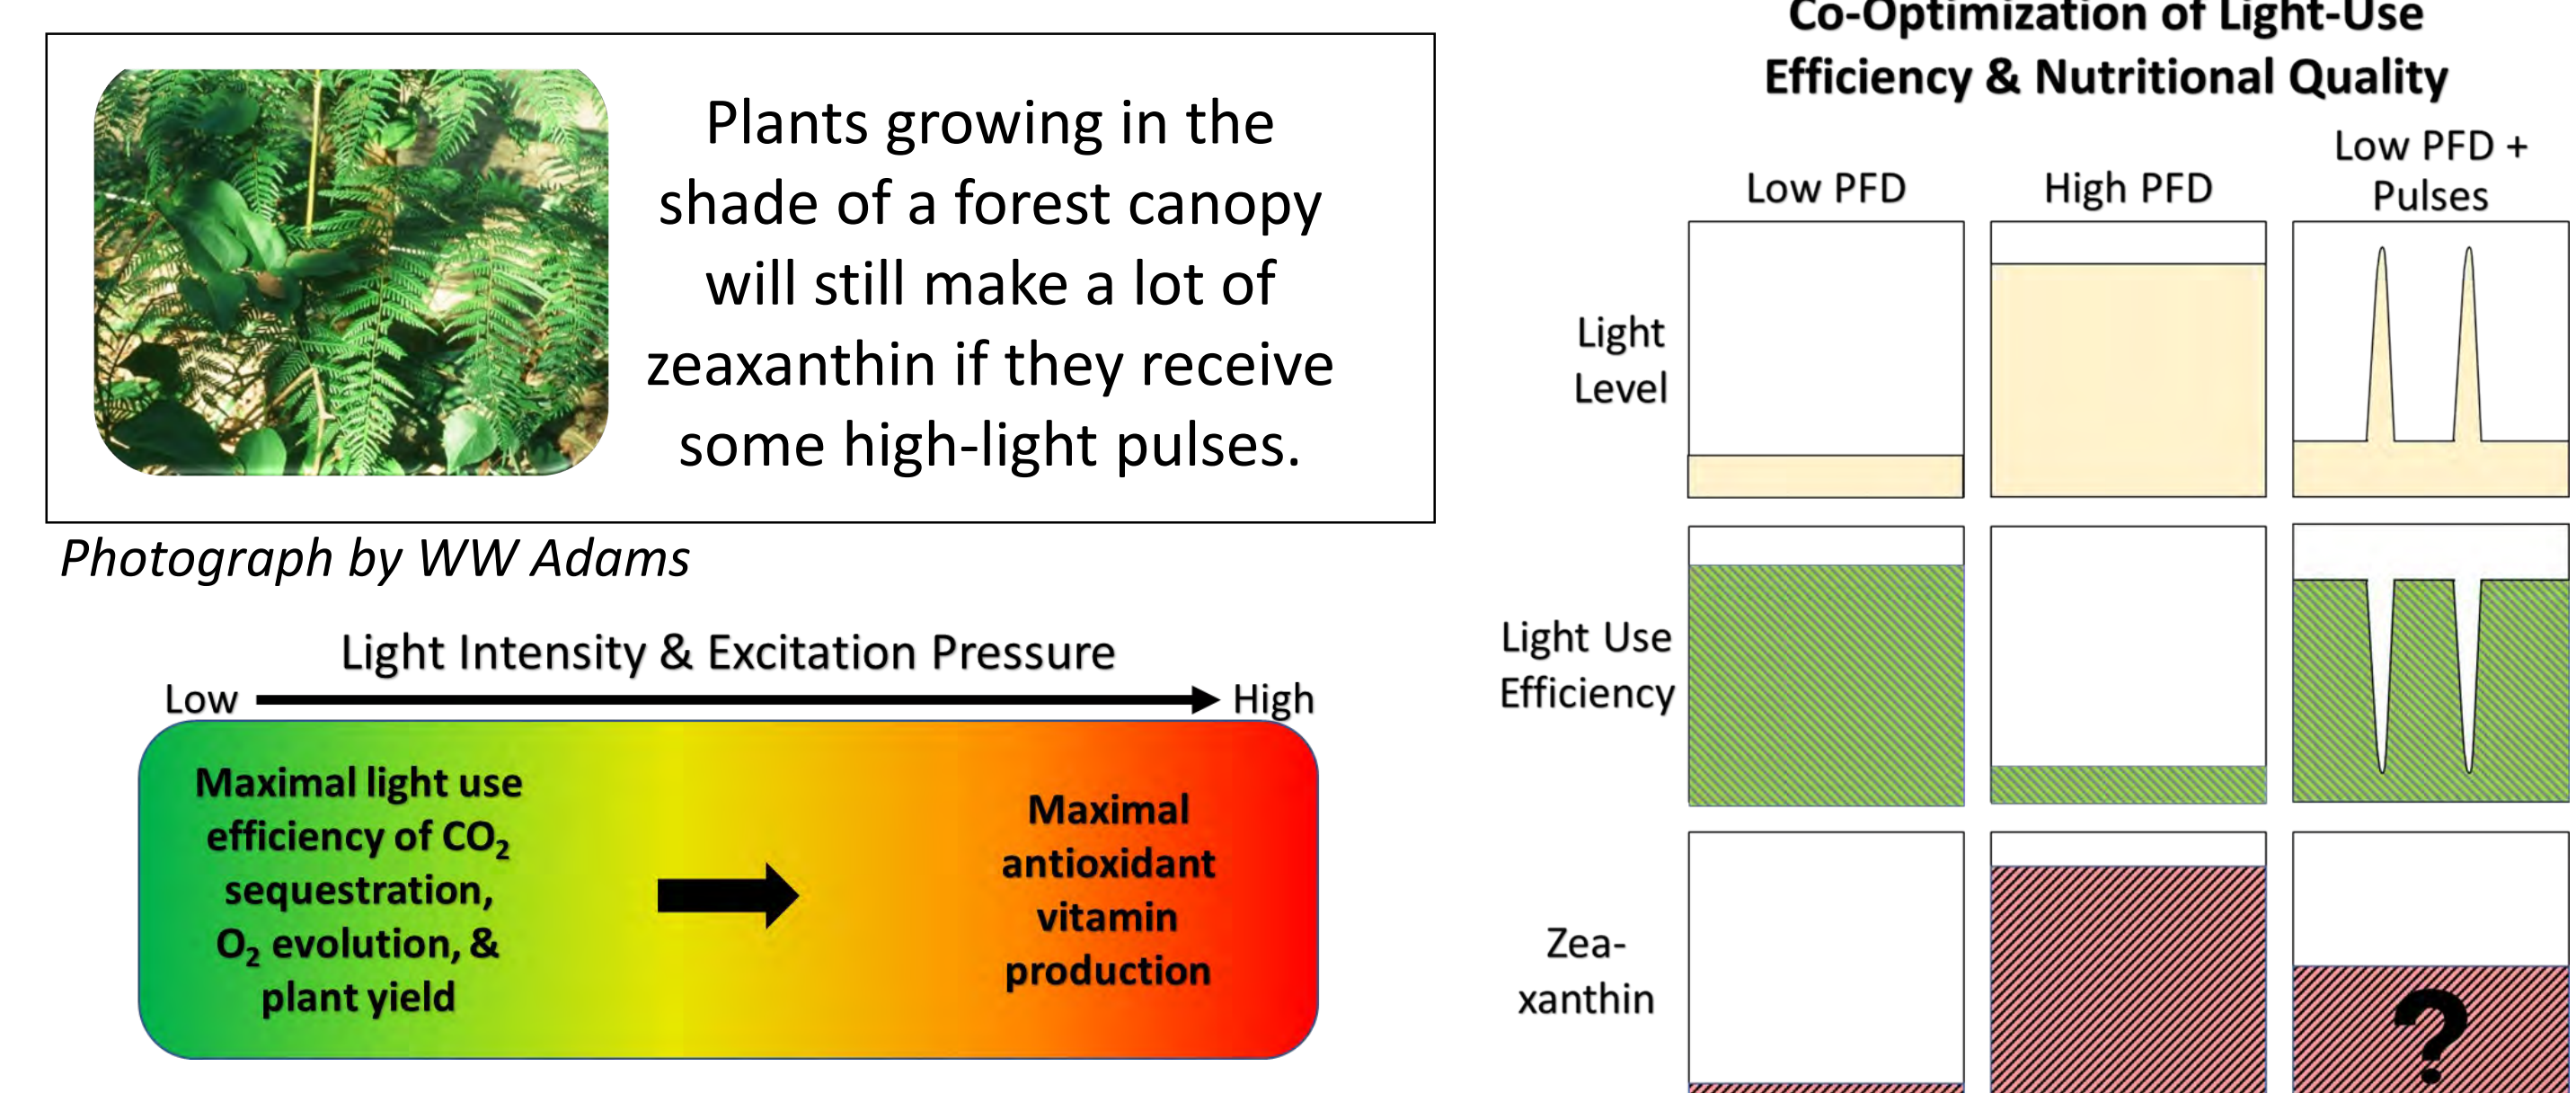 Plants growing in the
shade of a forest canopy
will still make a lot of
zeaxanthin if they receive
some high-light pulses.
Photograph by WW Adams
Light Intensity & Excitation Pressure
Low
High
Maximal light use
efficiency of CO₂
sequestration,
O₂ evolution, &
plant yield
Maximal
antioxidant
vitamin
production
Co-Optimization of Light-Use
Efficiency & Nutritional Quality
Low PFD
High PFD
Low PFD +
Pulses
Light
Level
Light Use
Efficiency
Zea-
xanthin
?